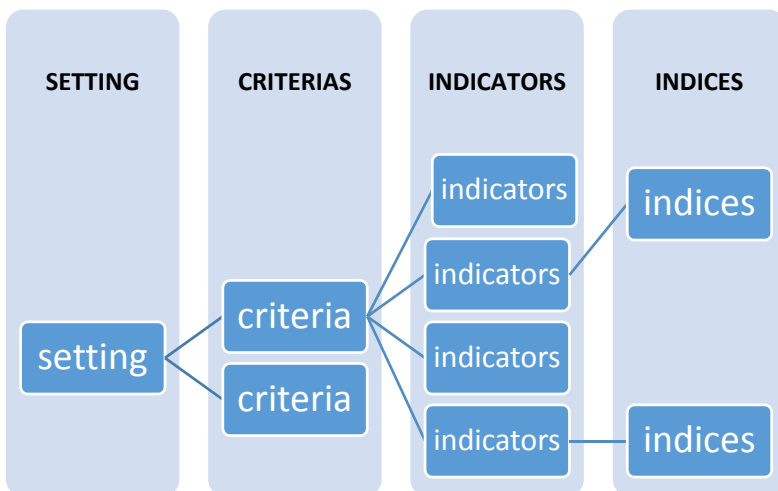 SETTING
CRITERIAS
INDICATORS
INDICES
setting
criteria
criteria
indicators
indicators
indicators
indicators
indices
indices